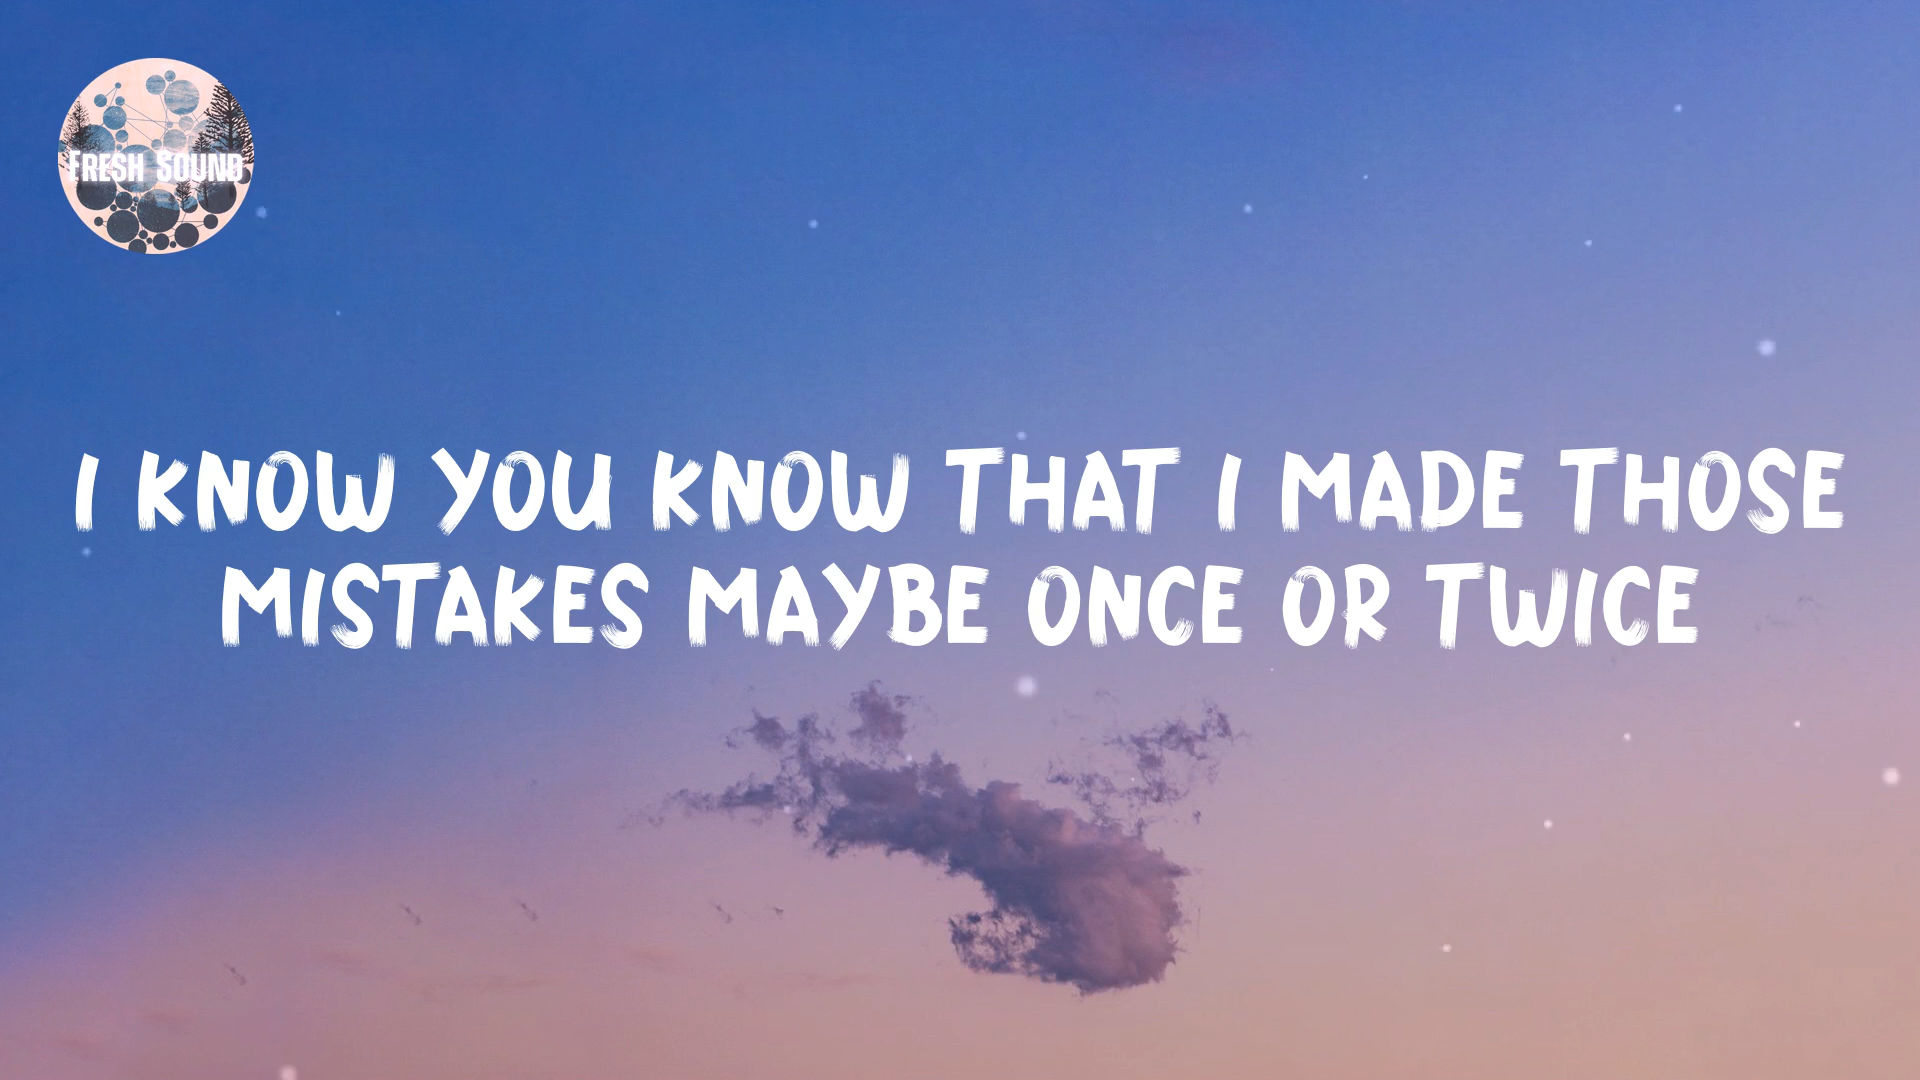 FRESH SOUND
I KNOW YOU KNOW THAT I MADE THOSE
MISTAKES MAYBE ONCE OR TWICE